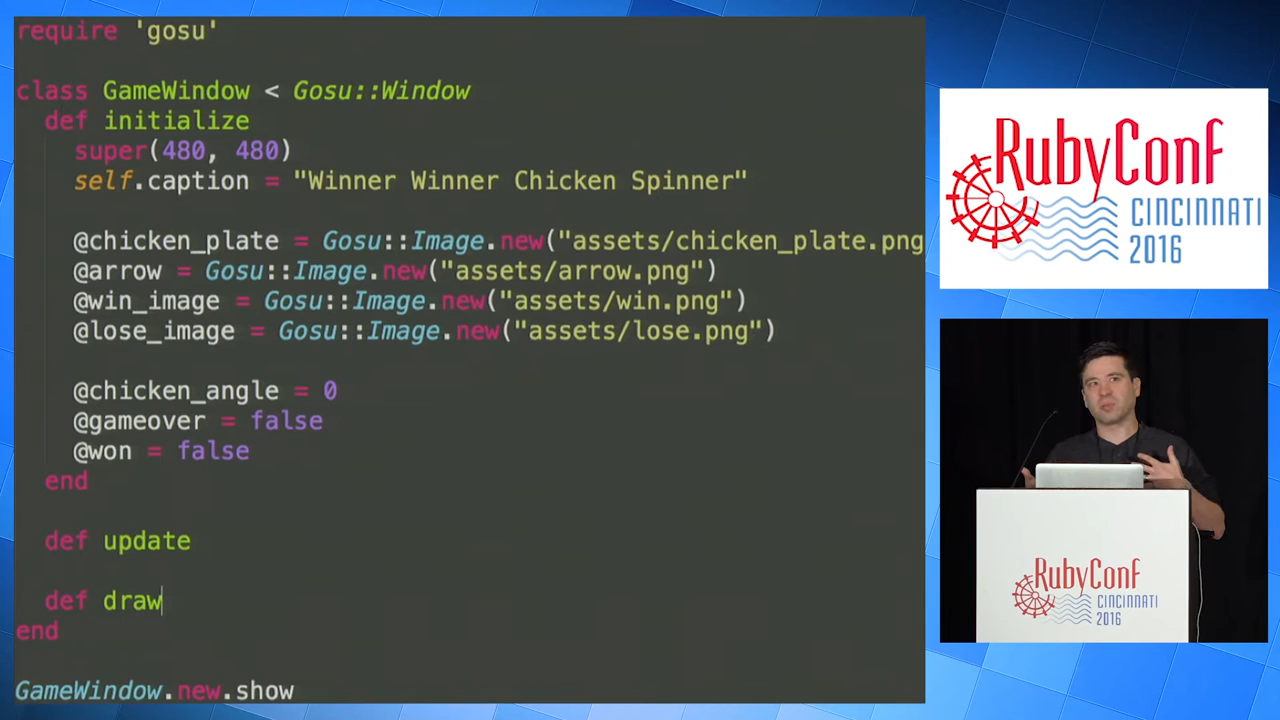 require 'gosu'
class GameWindow < Gosu::Window
def initialize
super(480, 480)
self.caption = "Winner Winner Chicken Spinner"
@chicken_plate = Gosu::Image.new("assets/chicken_plate.png
@arrow = Gosu::Image.new("assets/arrow.png")
@win_image = Gosu::Image.new("assets/win.png")
@lose_image = Gosu::Image.new("assets/lose.png")
@chicken_angle = 0
@gameover = false
@won = false
end
def update
def draw
end
GameWindow.new.show
RubyConf
CINCINNATI
2016
RubyConf
CINCINNATI
2016